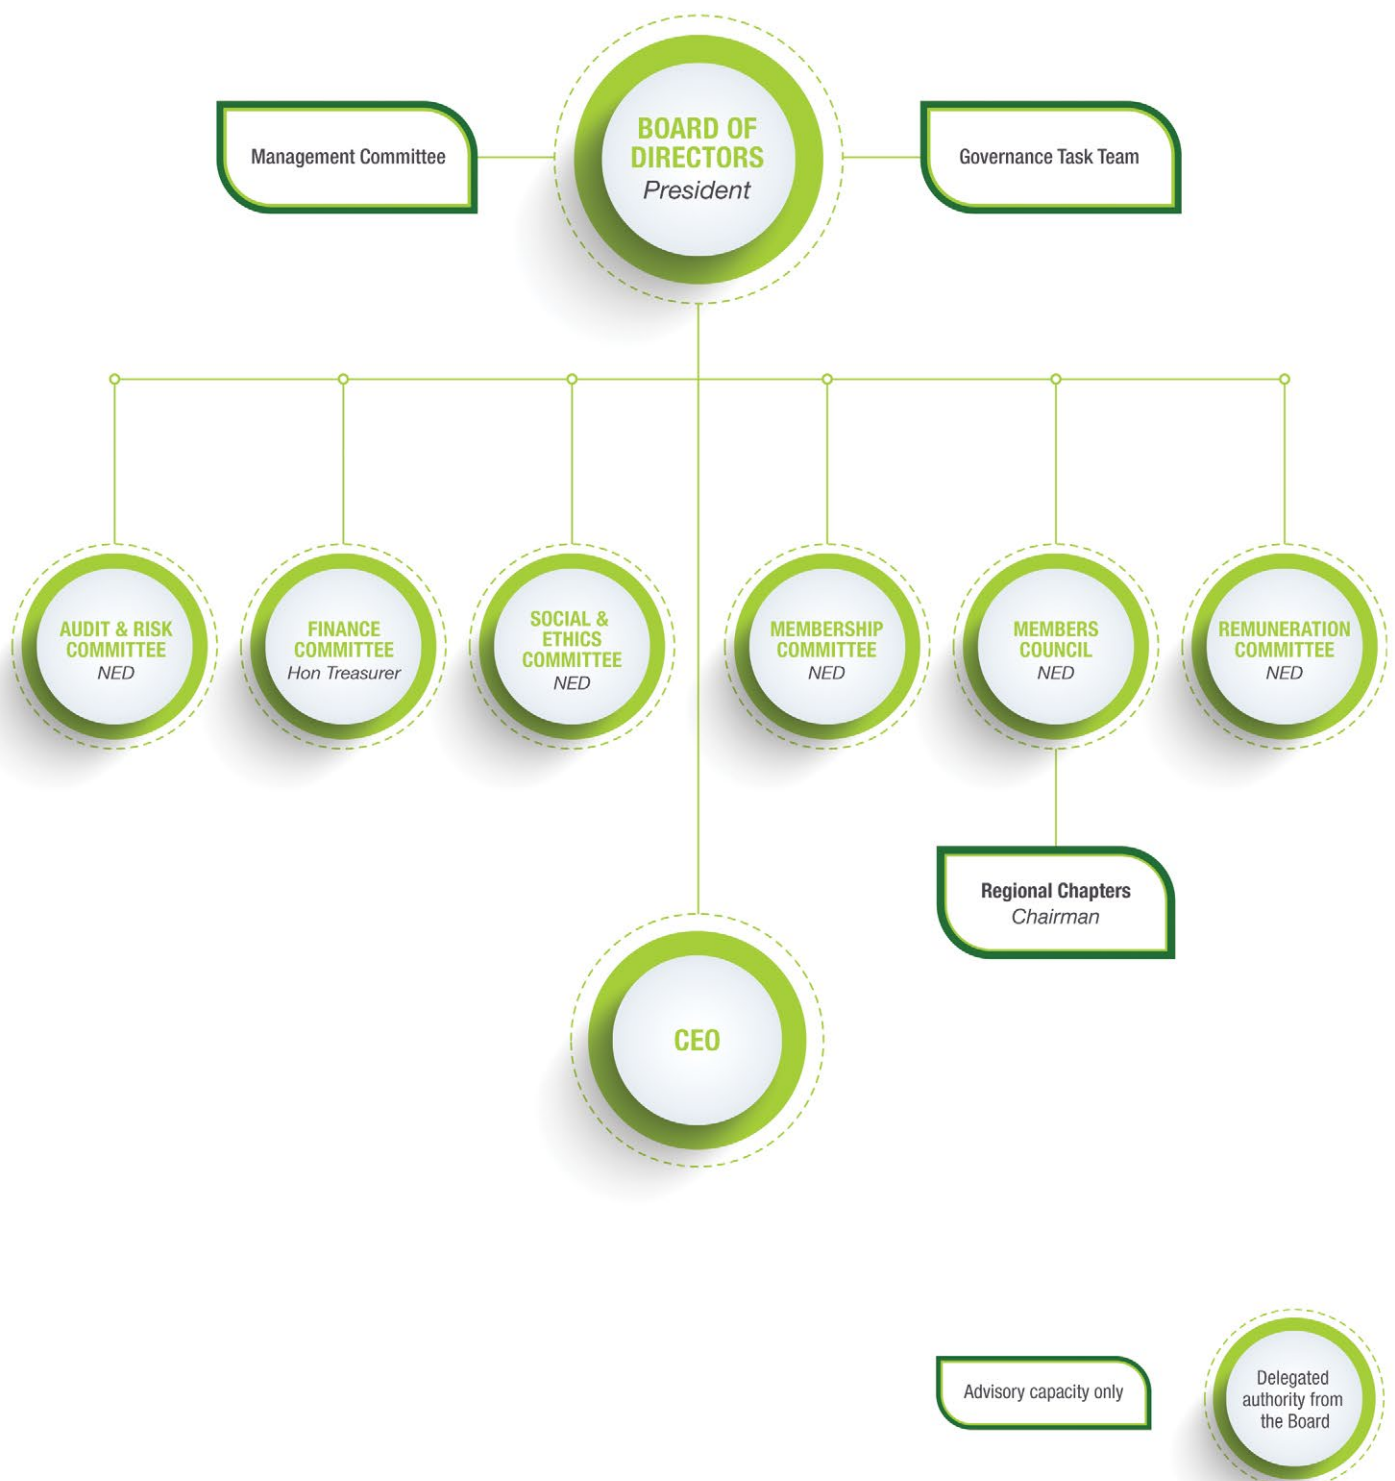 BOARD OF
DIRECTORS
President
Management Committee
Governance Task Team
AUDIT & RISK
COMMITTEE
NED
FINANCE
COMMITTEE
Hon Treasurer
SOCIAL &
ETHICS
COMMITTEE
NED
MEMBERSHIP
COMMITTEE
NED
MEMBERS
COUNCIL
NED
REMUNERATION
COMMITTEE
NED
Regional Chapters
Chairman
CEO
Advisory capacity only
Delegated
authority from
the Board